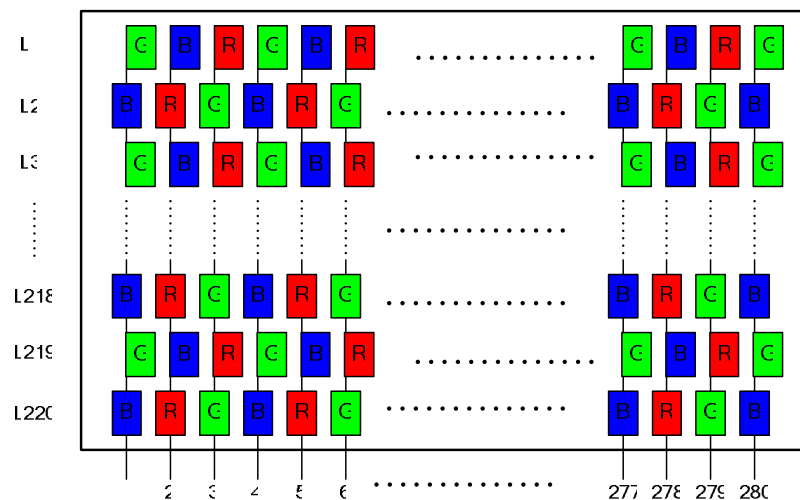 L G B R G B R G B R G
L2 B R G B R G B R G B
L3 G B R G B R G B R G
L218 B R G B R G B R G B
L219 G B R G B R G B R G
L220 B R G B R G B R G B
2 3 4 5 6 277 278 279 280